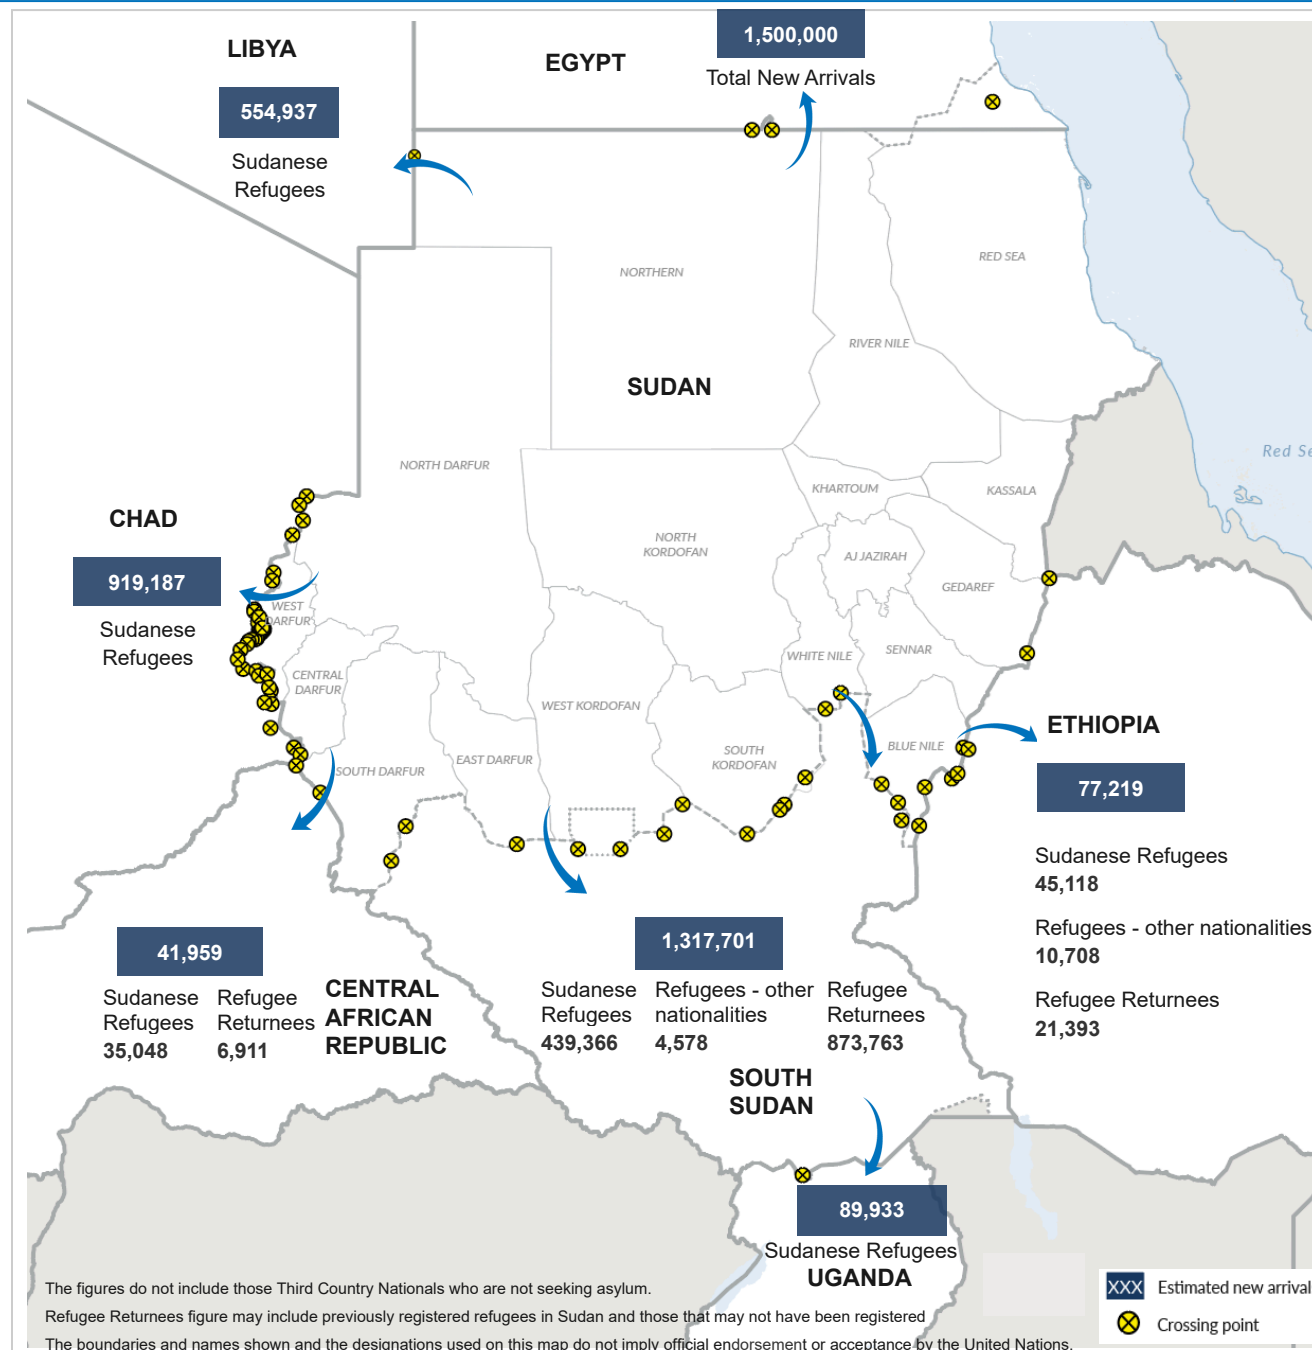 1,500,000
LIBYA
EGYPT
Total New Arrivals
554,937
Sudanese
Refugees
RED SEA
NORTHERN
RIVER NILE
SUDAN
Red Se
NORTH DARFUR
KHARTOUM
KASSALA
CHAD
NORTH
KORDOFAN
AJ JAZIRAH
919,187
GEDAREF
WEST
DARFUR
Sudanese
Refugees
WHITE NILE
SENNAR
CENTRAL
DARFUR
WEST KORDOFAN
ETHIOPIA
SOUTH
KORDOFAN
BLUE NILE
EAST DARFUR
SOUTH DARFUR
77,219
Sudanese Refugees
45,118
Refugees - other nationalities
10,708
Refugee Returnees
21,393
41,959
Sudanese
Refugees
35,048
Refugee
Returnees
6,911
CENTRAL
AFRICAN
REPUBLIC
1,317,701
Sudanese
Refugees
439,366
Refugees - other
nationalities
4,578
Refugee
Returnees
873,763
SOUTH
SUDAN
89,933
Sudanese Refugees
UGANDA
The figures do not include those Third Country Nationals who are not seeking asylum.
Refugee Returnees figure may include previously registered refugees in Sudan and those that may not have been registered
The boundaries and names shown and the designations used on this map do not imply official endorsement or acceptance by the United Nations.
XXX Estimated new arrival
Crossing point